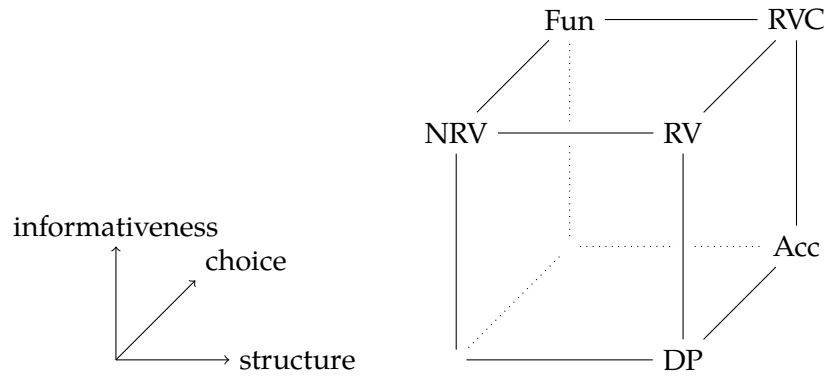 Fun RVC
NRV RV
informativeness
choice
Acc
structure
DP